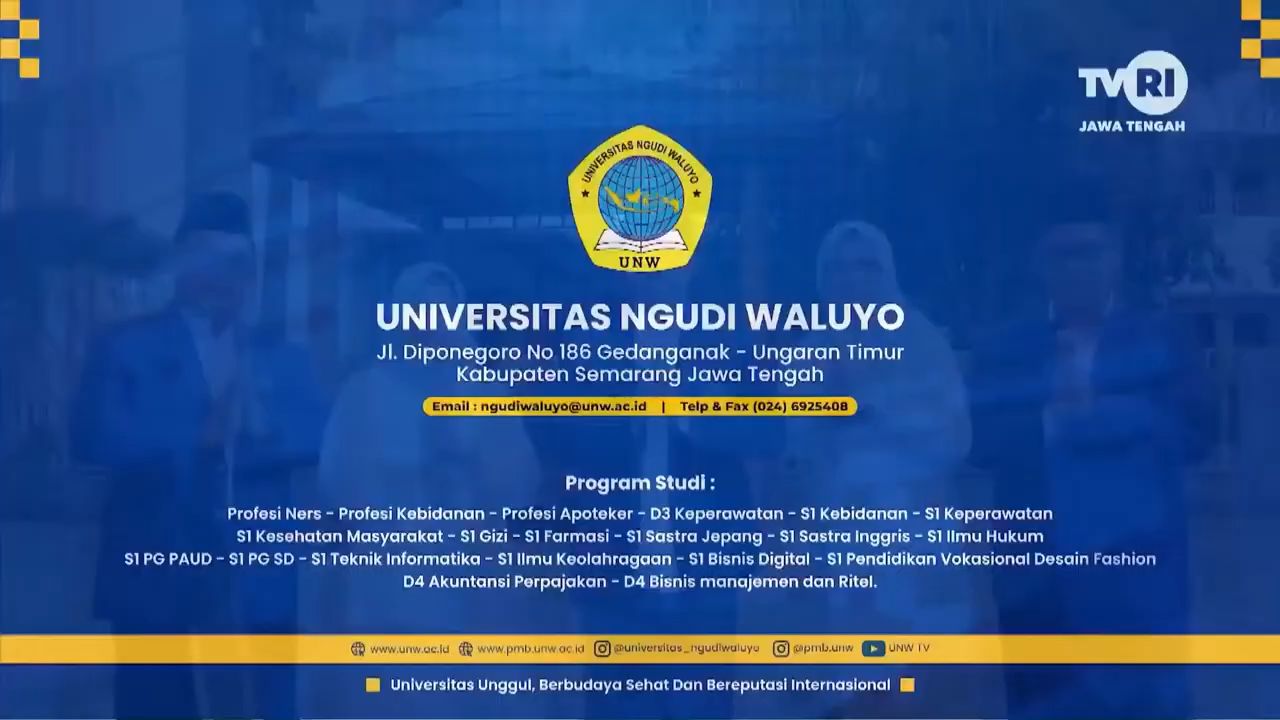 TVRI
JAWA TENGAH
UNIVERSITAS NGUDI WALUYO
UNW
UNIVERSITAS NGUDI WALUYO
Jl. Diponegoro No 186 Gedanganak - Ungaran Timur
Kabupaten Semarang Jawa Tengah
Email : ngudiwaluyo@unw.ac.id | Telp & Fax (024) 6925408
Program Studi :
Profesi Ners - Profesi Kebidanan - Profesi Apoteker - D3 Keperawatan - S1 Kebidanan - S1 Keperawatan
S1 Kesehatan Masyarakat - S1 Gizi - S1 Farmasi - S1 Sastra Jepang - S1 Sastra Inggris - S1 Ilmu Hukum
S1 PG PAUD - S1 PG SD - S1 Teknik Informatika - S1 Ilmu Keolahragaan - S1 Bisnis Digital - S1 Pendidikan Vokasional Desain Fashion
D4 Akuntansi Perpajakan - D4 Bisnis manajemen dan Ritel.
www.unw.ac.id www.pmb.unw.ac.id @universitas_ngudiwaluyo @pmb.unw UNW TV
Universitas Unggul, Berbudaya Sehat Dan Bereputasi Internasional